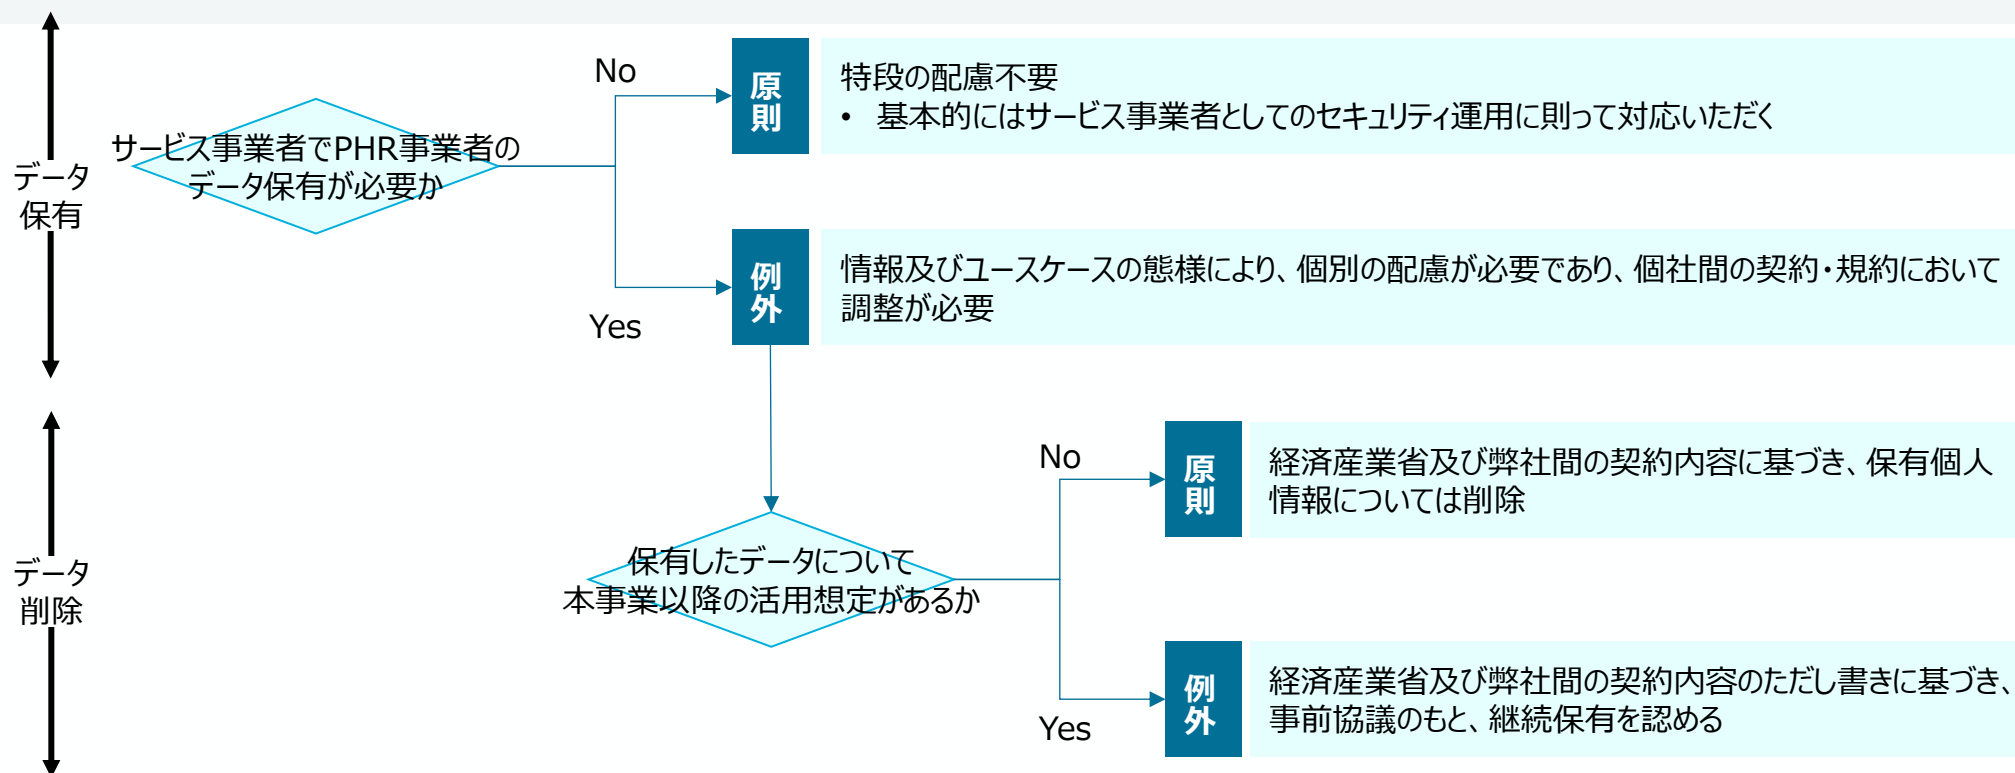 データ
保有
サービス事業者でPHR事業者の
データ保有が必要か
No
原則
特段の配慮不要
• 基本的にはサービス事業者としてのセキュリティ運用に則って対応いただく
Yes
例外
情報及びユースケースの態様により、個別の配慮が必要であり、個社間の契約・規約において
調整が必要
データ
削除
保有したデータについて
本事業以降の活用想定があるか
No
原則
経済産業省及び弊社間の契約内容に基づき、保有個人
情報については削除
Yes
例外
経済産業省及び弊社間の契約内容のただし書きに基づき、
事前協議のもと、継続保有を認める